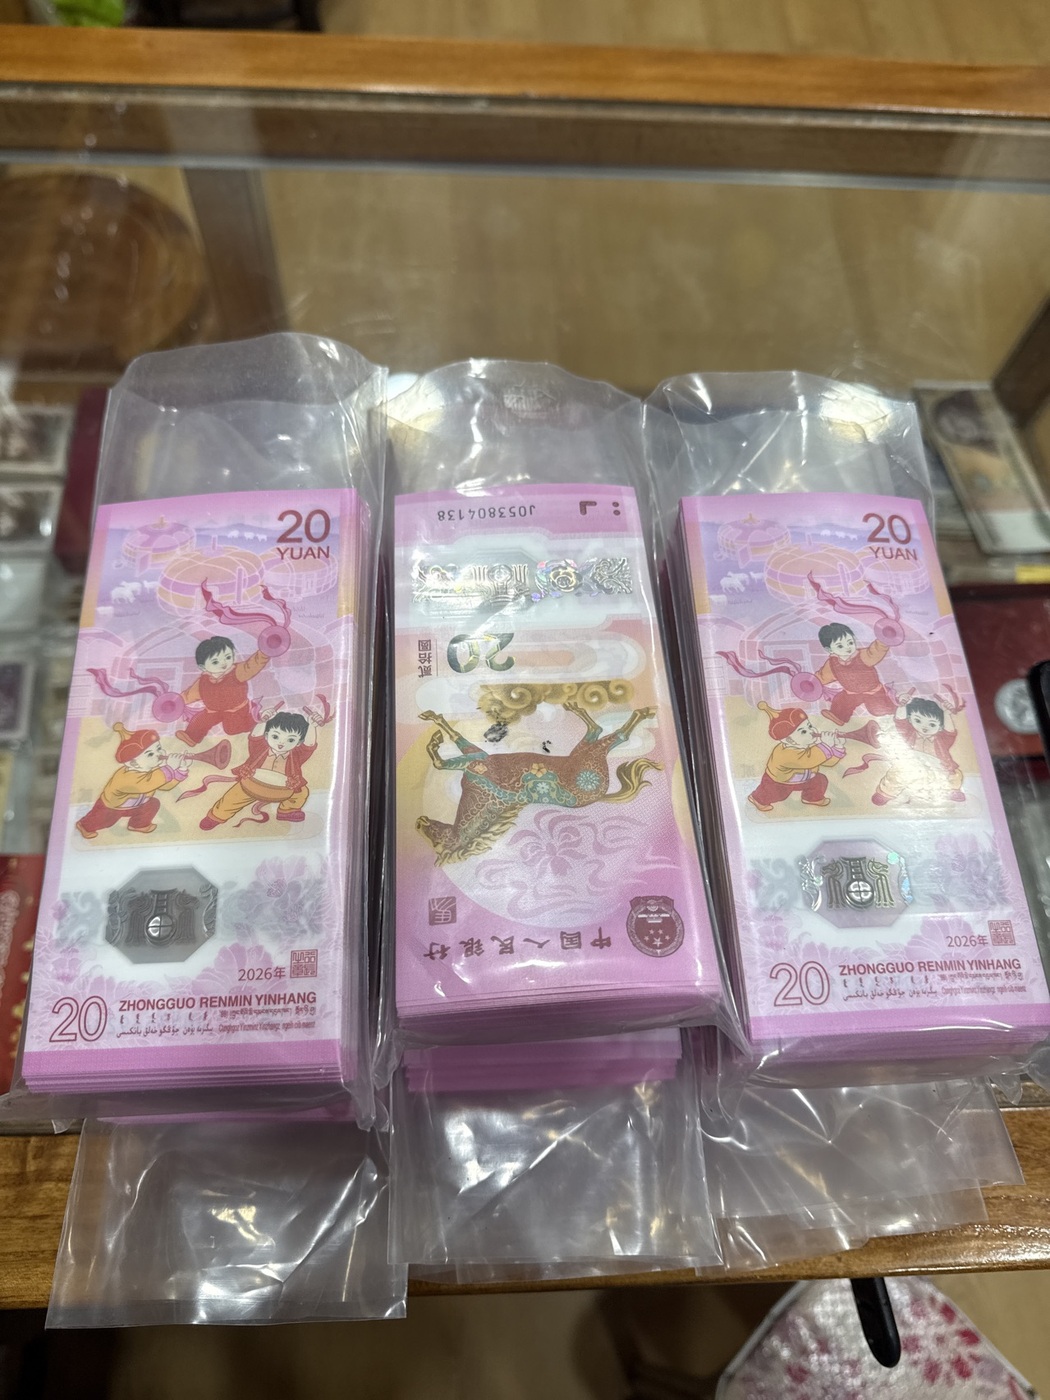 20
YUAN
2026年
20 ZHONGGUO RENMIN YINHANG
J053804138
20
贰拾圆
中国人民银行
20
YUAN
2026年
20 ZHONGGUO RENMIN YINHANG